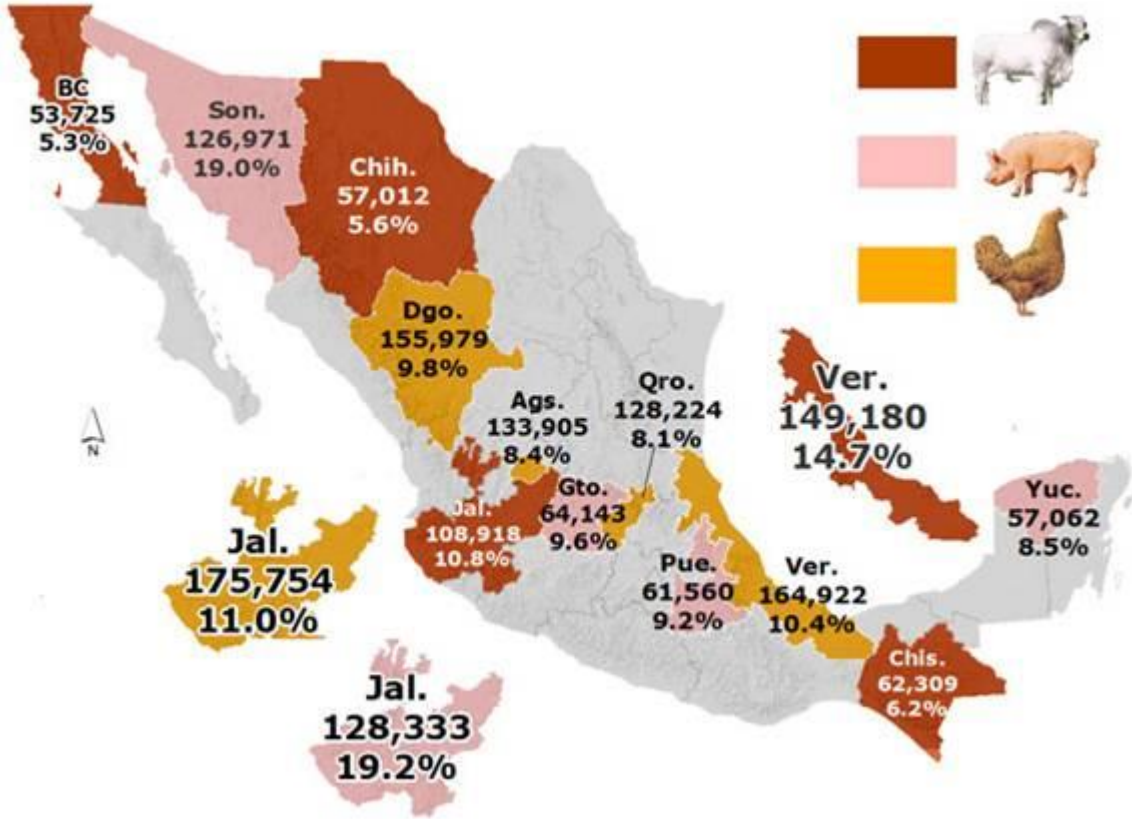 BC
53,725
5.3%
Son.
126,971
19.0%
Chih.
57,012
5.6%
Dgo.
155,979
9.8%
Ags.
133,905
8.4%
Qro.
128,224
8.1%
Ver.
149,180
14.7%
N
Jal.
108,918
10.8%
Gto.
64,143
9.6%
Yuc.
57,062
8.5%
Jal.
175,754
11.0%
Pue.
61,560
9.2%
Ver.
164,922
10.4%
Chis.
62,309
6.2%
Jal.
128,333
19.2%